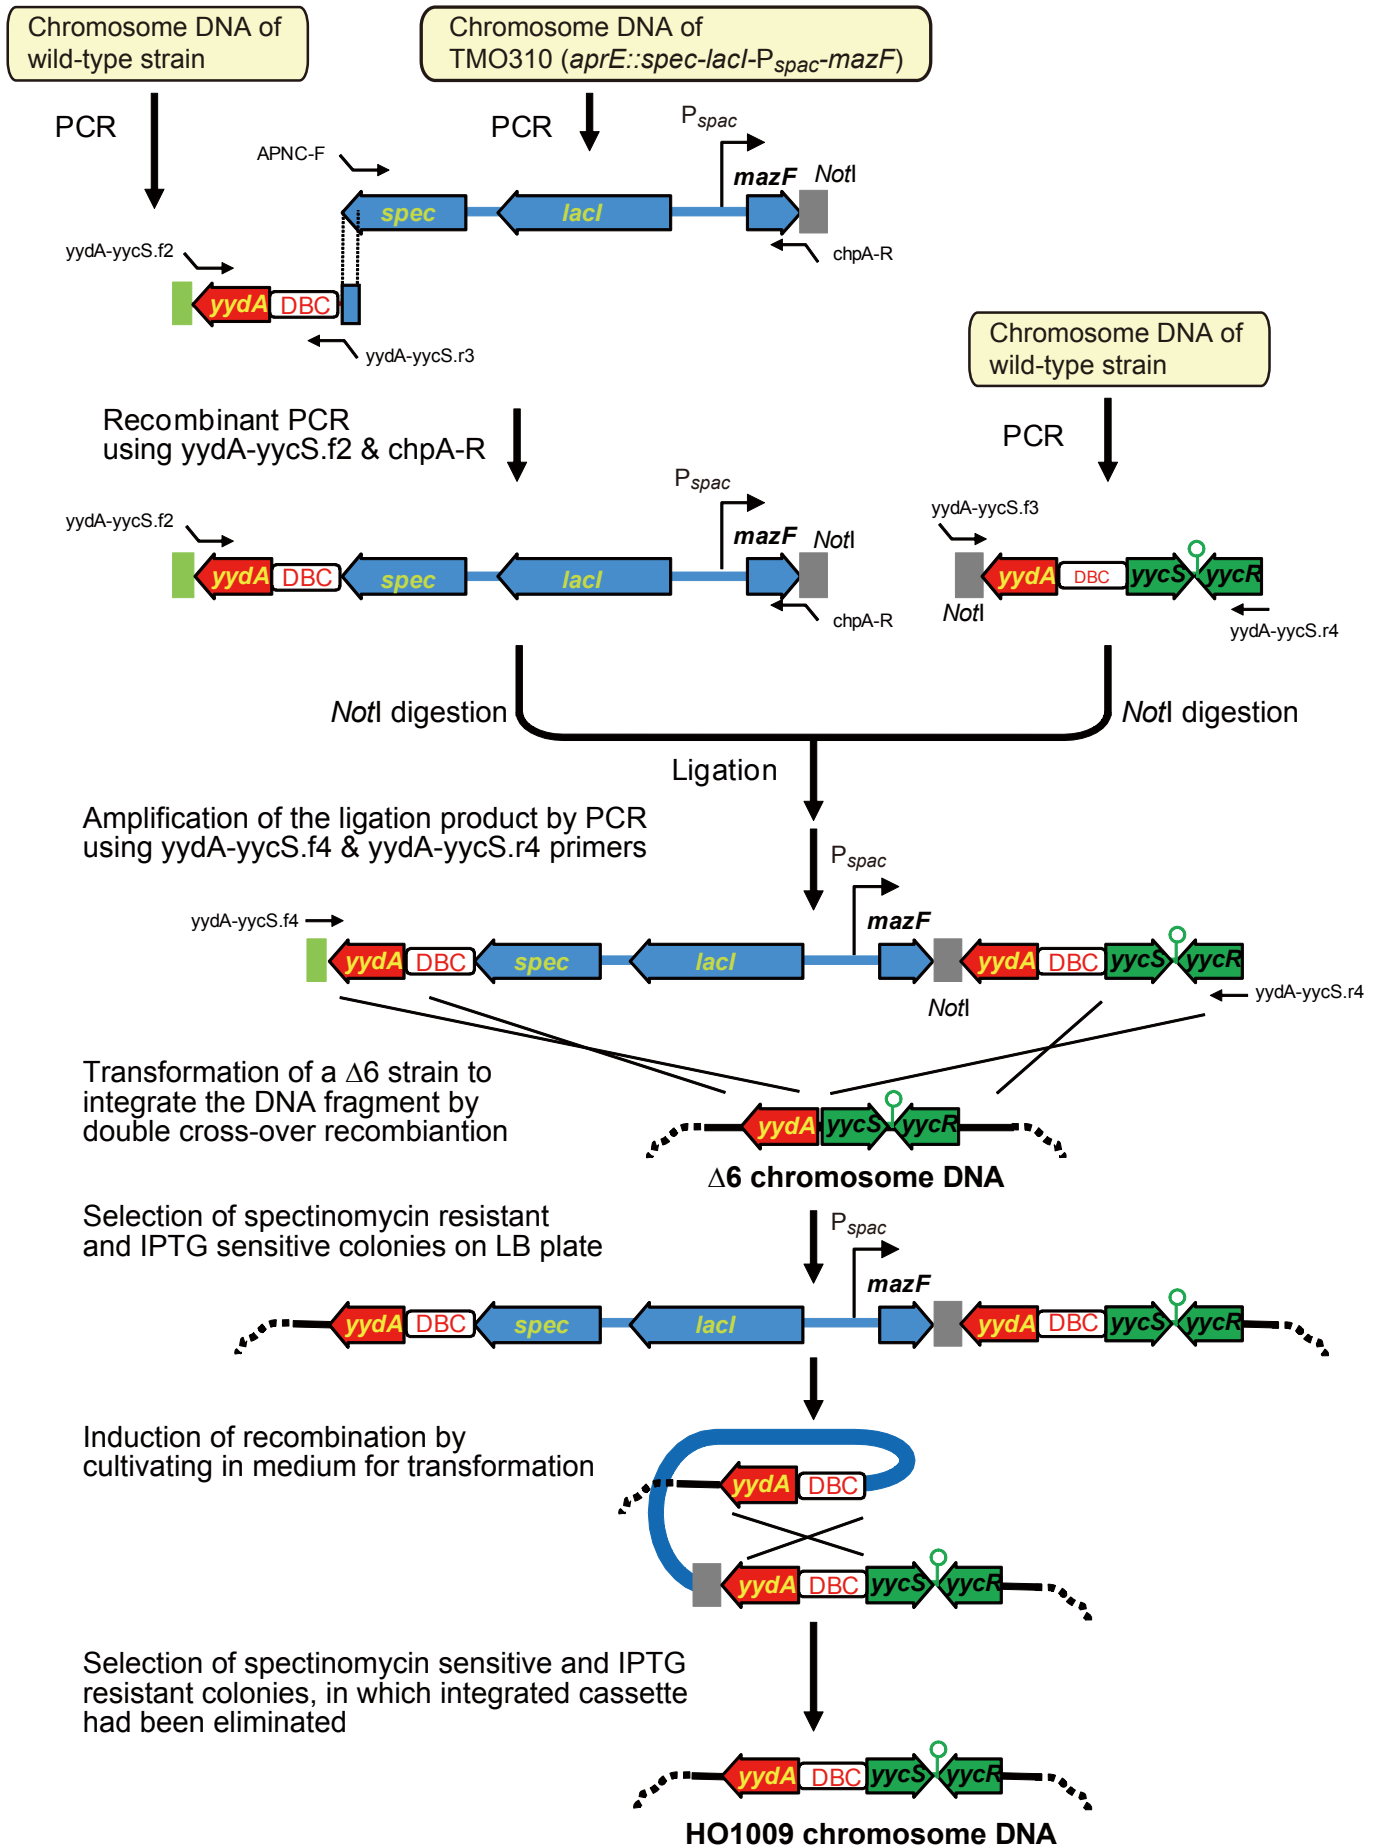 Chromosome DNA of
wild-type strain
Chromosome DNA of
TMO310 (aprE::spec-lacI-Pspac-mazF)
PCR
PCR
Pspac
APNC-F
mazF
NotI
spec
lacI
yydA-yycS.f2
chpA-R
yydA
DBC
yydA-yycS.r3
Chromosome DNA of
wild-type strain
Recombinant PCR
using yydA-yycS.f2 & chpA-R
PCR
Pspac
yydA-yycS.f2
mazF
NotI
yydA-yycS.f3
yydA
DBC
spec
lacI
chpA-R
yydA
DBC
yycS
yycR
NotI
yydA-yycS.r4
NotI digestion
NotI digestion
Ligation
Amplification of the ligation product by PCR
using yydA-yycS.f4 & yydA-yycS.r4 primers
Pspac
yydA-yycS.f4
mazF
yydA
DBC
spec
lacI
yydA
DBC
yycS
yycR
NotI
yydA-yycS.r4
Transformation of a Δ6 strain to
integrate the DNA fragment by
double cross-over recombiantion
yydA
yycS
yycR
Δ6 chromosome DNA
Selection of spectinomycin resistant
and IPTG sensitive colonies on LB plate
Pspac
mazF
yydA
DBC
spec
lacI
yydA
DBC
yycS
yycR
Induction of recombination by
cultivating in medium for transformation
yydA
DBC
yydA
DBC
yycS
yycR
Selection of spectinomycin sensitive and IPTG
resistant colonies, in which integrated cassette
had been eliminated
yydA
DBC
yycS
yycR
HO1009 chromosome DNA